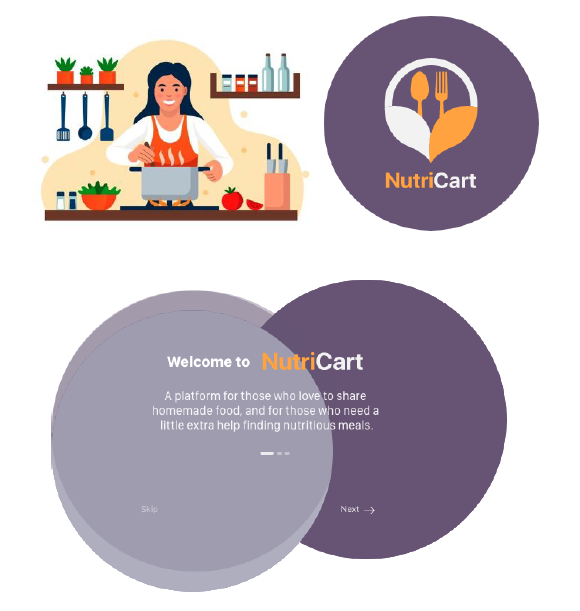 NutriCart
Welcome to NutriCart
A platform for those who love to share
homemade food, and for those who need a
little extra help finding nutritious meals.
Skip
Next